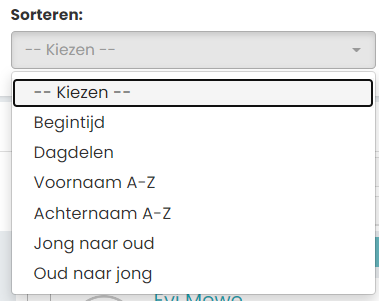 Sorteren:
-- Kiezen --
-- Kiezen --
Begintijd
Dagdelen
Voornaam A-Z
Achternaam A-Z
Jong naar oud
Oud naar jong